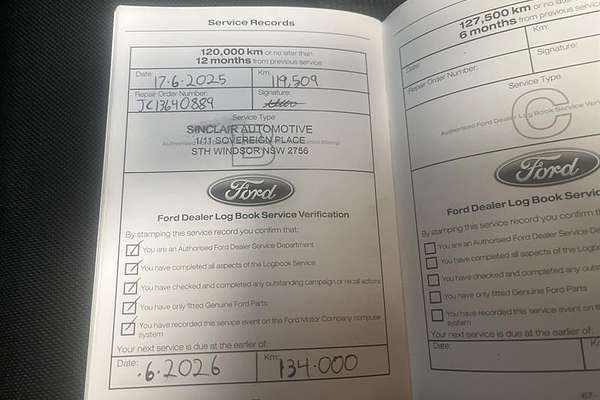 Service Records
120,000 km or no later than
12 months from previous service
Date: 17.6.2025 Km: 119,509
Repair Order Number: JC13640889 Signature:
Service Type
B
SINCLAIR AUTOMOTIVE
1/11 SOVEREIGN PLACE
STH WINDSOR NSW 2756
Ford
Ford Dealer Log Book Service Verification
By stamping this service record you confirm that:
You are an Authorised Ford Dealer Service Department
You have completed all aspects of the Logbook Service
You have checked and completed any outstanding campaign or recall actions
You have only fitted Genuine Ford Parts
You have recorded this service event on the Ford Motor Company computer
system
Your next service is due at the earlier of:
Date: .6.2026 Km: 134.000
127,500 km or no
6 months from previous service
Date: Km:
Repair Order Number: Signature:
Service Type
C
Authorised Ford Dealer Log Book Service
Ford
Ford Dealer Log Book Service
By stamping this service record you confirm
You are an Authorised Ford Dealer Service
You have completed all aspects of the
You have checked and completed any
You have only fitted Genuine Ford Parts
You have recorded this service event on the
system
Your next service is due at the earlier of:
Date: Km: